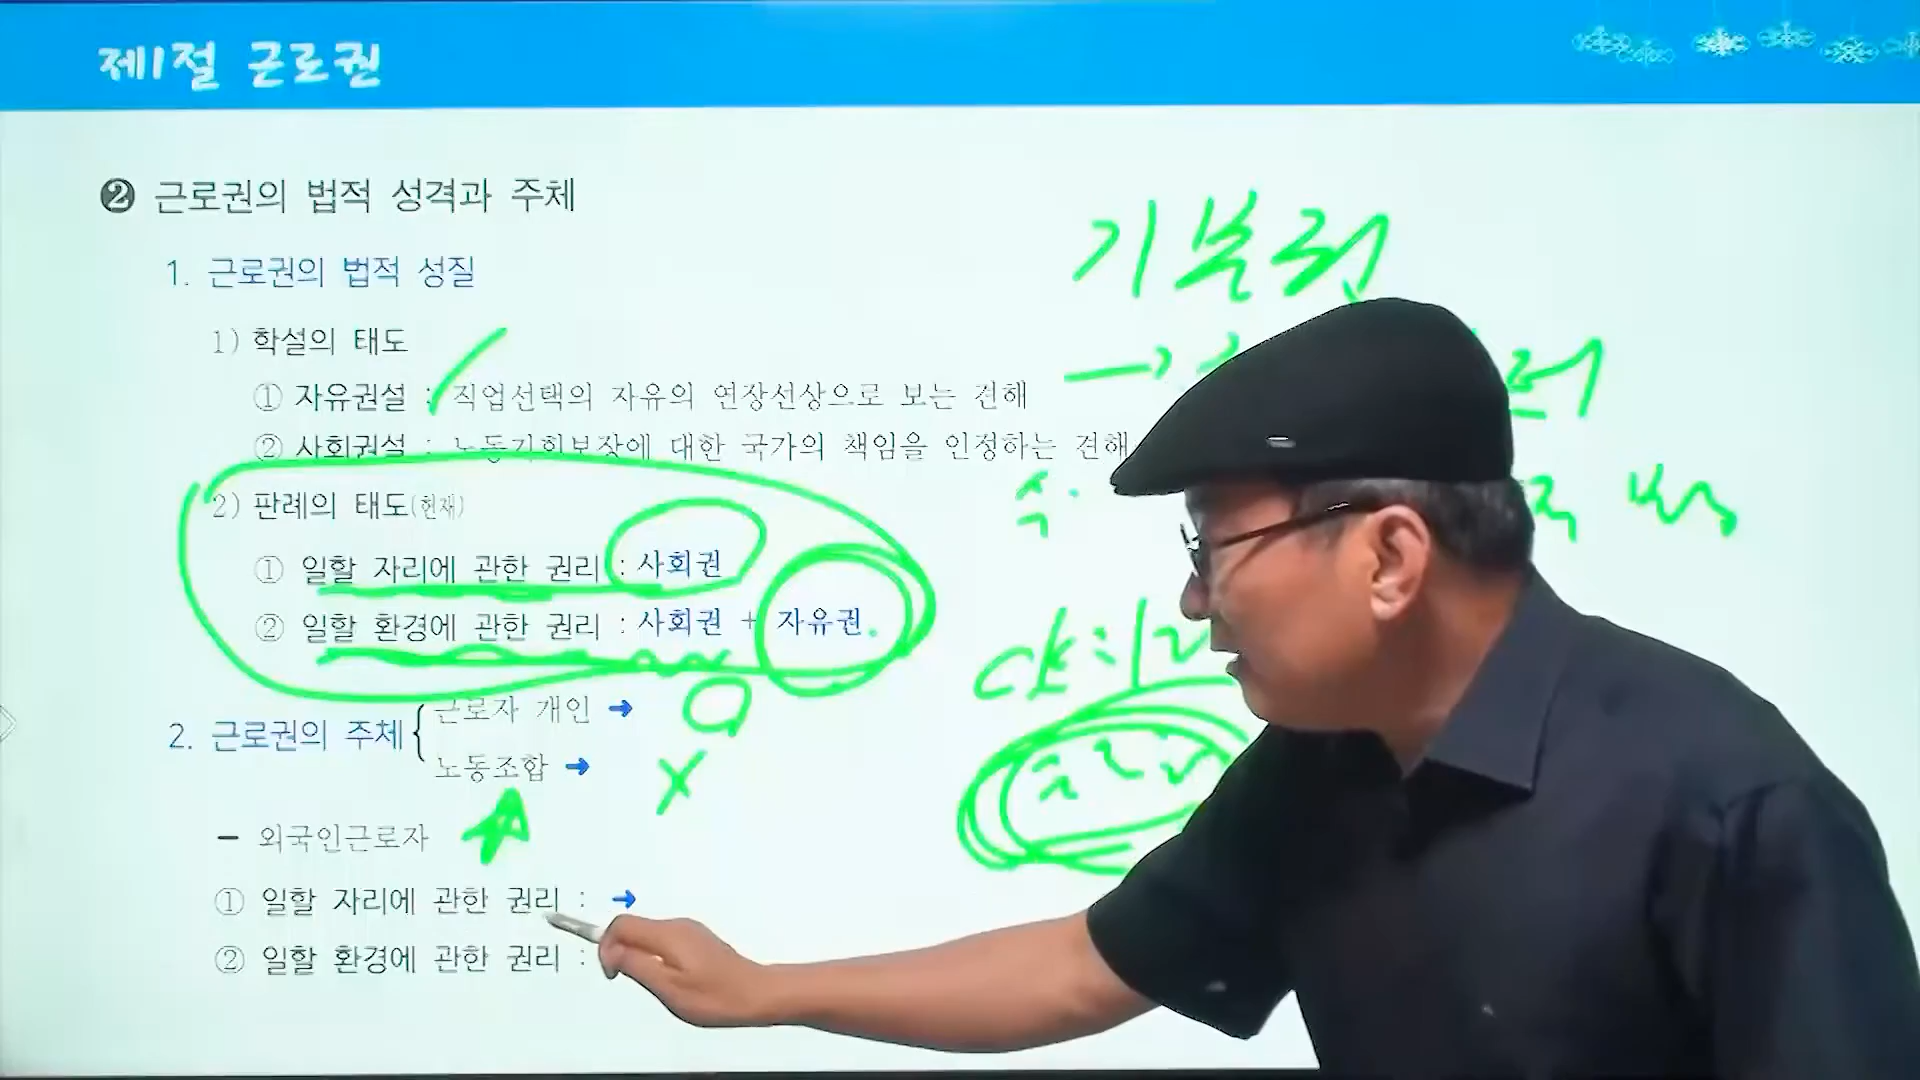 제1절 근로권
❷ 근로권의 법적 성격과 주체
1. 근로권의 법적 성질
1) 학설의 태도
① 자유권설 : 직업선택의 자유의 연장선상으로 보는 견해
② 사회권설 : 노동기회보장에 대한 국가의 책임을 인정하는 견해
2) 판례의 태도(헌재)
① 일할 자리에 관한 권리 : 사회권
② 일할 환경에 관한 권리 : 사회권 + 자유권
2. 근로권의 주체
근로자 개인 → O
노동조합 → X
– 외국인근로자
① 일할 자리에 관한 권리 : →
② 일할 환경에 관한 권리 :
기본권